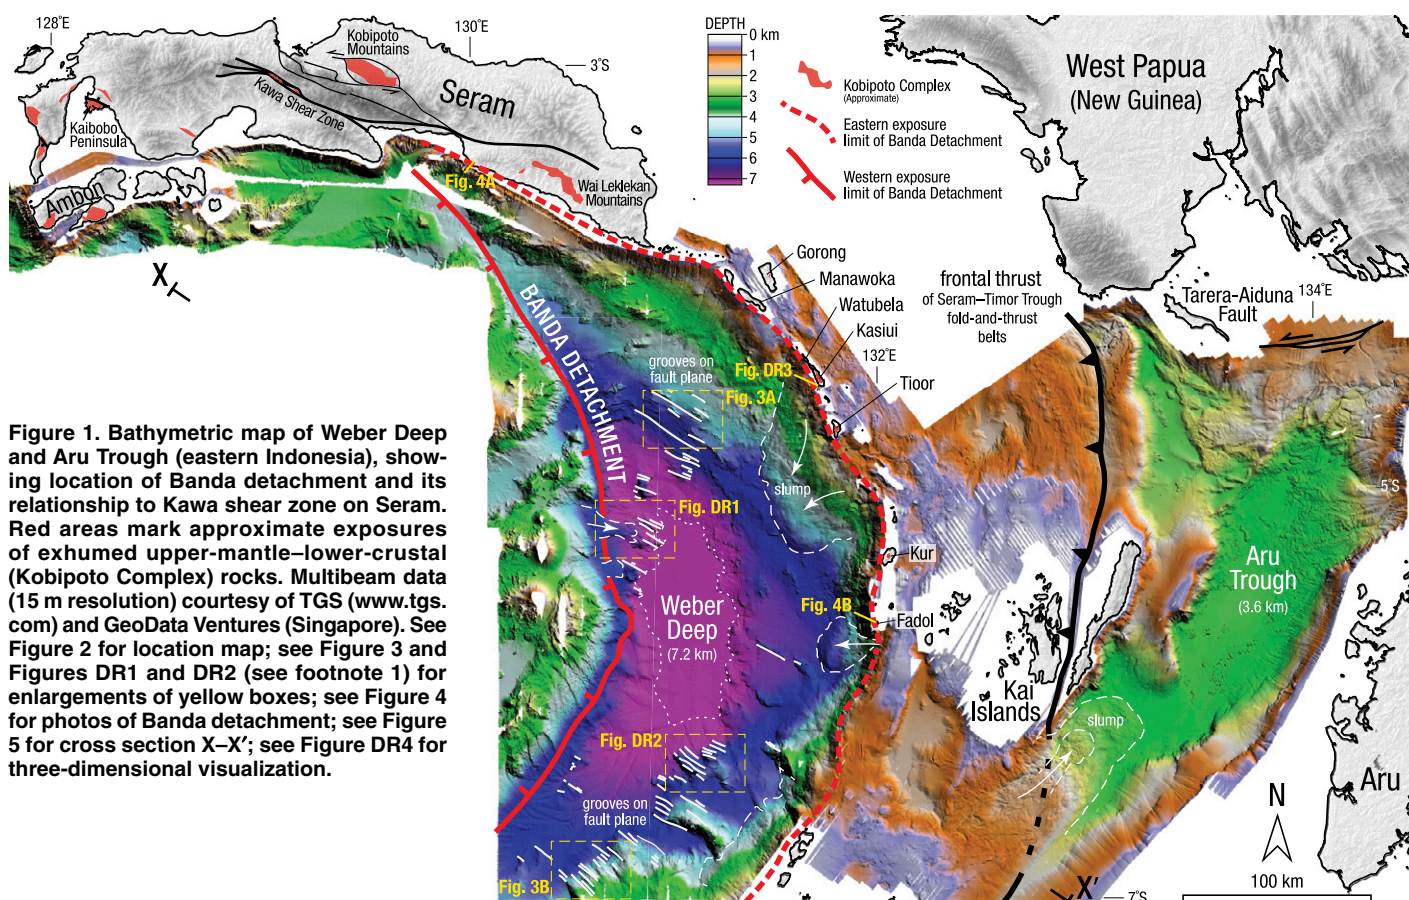 128°E
130°E
3°S
Kobipoto
Mountains
Seram
Kawa Shear Zone
Kaibobo
Peninsula
Ambon
Wai Leklekan
Mountains
Fig. 4A
X
DEPTH
0 km
1
2
3
4
5
6
7
Kobipoto Complex
(Approximate)
Eastern exposure
limit of Banda Detachment
Western exposure
limit of Banda Detachment
West Papua
(New Guinea)
Gorong
Manawoka
Watubela
Kasiui
132°E
Tioor
frontal thrust
of Seram–Timor Trough
fold-and-thrust
belts
Tarera-Aiduna
Fault
134°E
BANDA DETACHMENT
grooves on
fault plane
Fig. DR3
Fig. 3A
slump
Fig. DR1
5°S
Kur
Weber
Deep
(7.2 km)
Fig. 4B
Fadol
Aru
Trough
(3.6 km)
Kai
Islands
slump
Fig. DR2
grooves on
fault plane
Fig. 3B
Aru
N
100 km
X′
7°S
Figure 1. Bathymetric map of Weber Deep
and Aru Trough (eastern Indonesia), show-
ing location of Banda detachment and its
relationship to Kawa shear zone on Seram.
Red areas mark approximate exposures
of exhumed upper-mantle–lower-crustal
(Kobipoto Complex) rocks. Multibeam data
(15 m resolution) courtesy of TGS (www.tgs.
com) and GeoData Ventures (Singapore). See
Figure 2 for location map; see Figure 3 and
Figures DR1 and DR2 (see footnote 1) for
enlargements of yellow boxes; see Figure 4
for photos of Banda detachment; see Figure
5 for cross section X–X′; see Figure DR4 for
three-dimensional visualization.